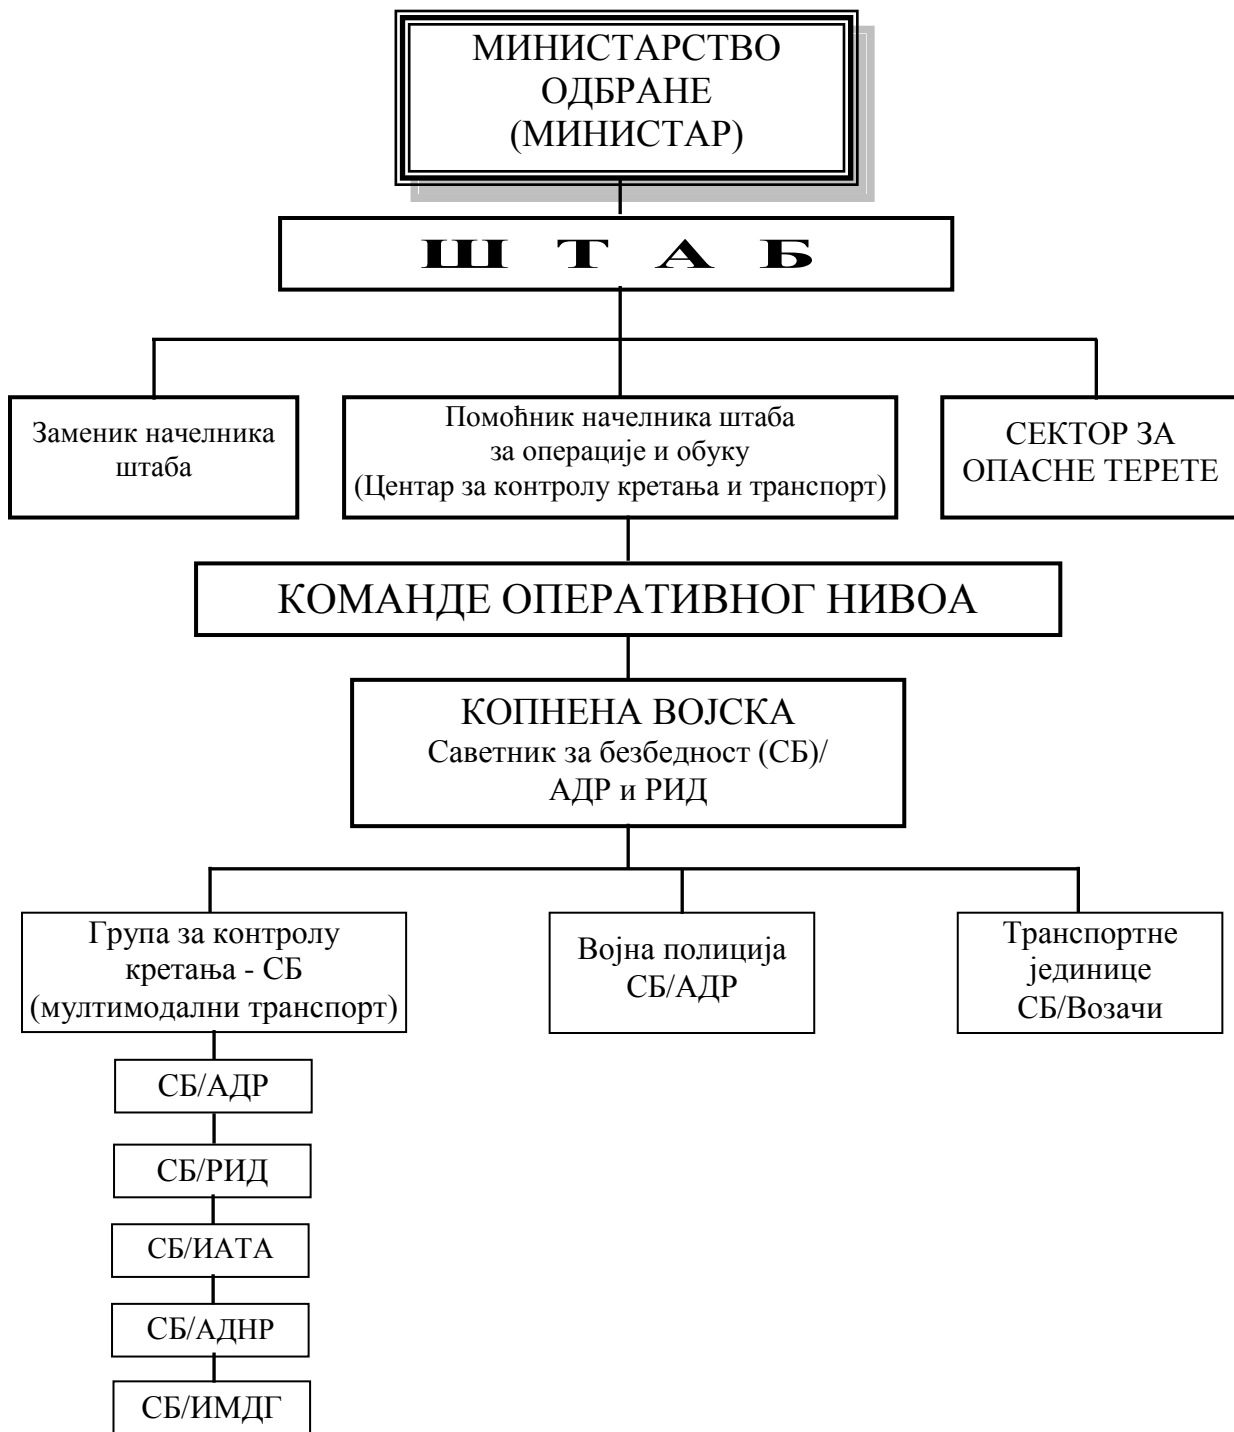 МИНИСТАРСТВО
ОДБРАНЕ
(МИНИСТАР)
Ш Т А Б
Заменик начелника
штаба
Помоћник начелника штаба
за операције и обуку
(Центар за контролу кретања и транспорт)
СЕКТОР ЗА
ОПАСНЕ ТЕРЕТЕ
КОМАНДЕ ОПЕРАТИВНОГ НИВОА
КОПНЕНА ВОЈСКА
Саветник за безбедност (СБ)/
АДР и РИД
Група за контролу
кретања - СБ
(мултимодални транспорт)
Војна полиција
СБ/АДР
Транспортне
јединице
СБ/Возачи
СБ/АДР
СБ/РИД
СБ/ИАТА
СБ/АДНР
СБ/ИМДГ